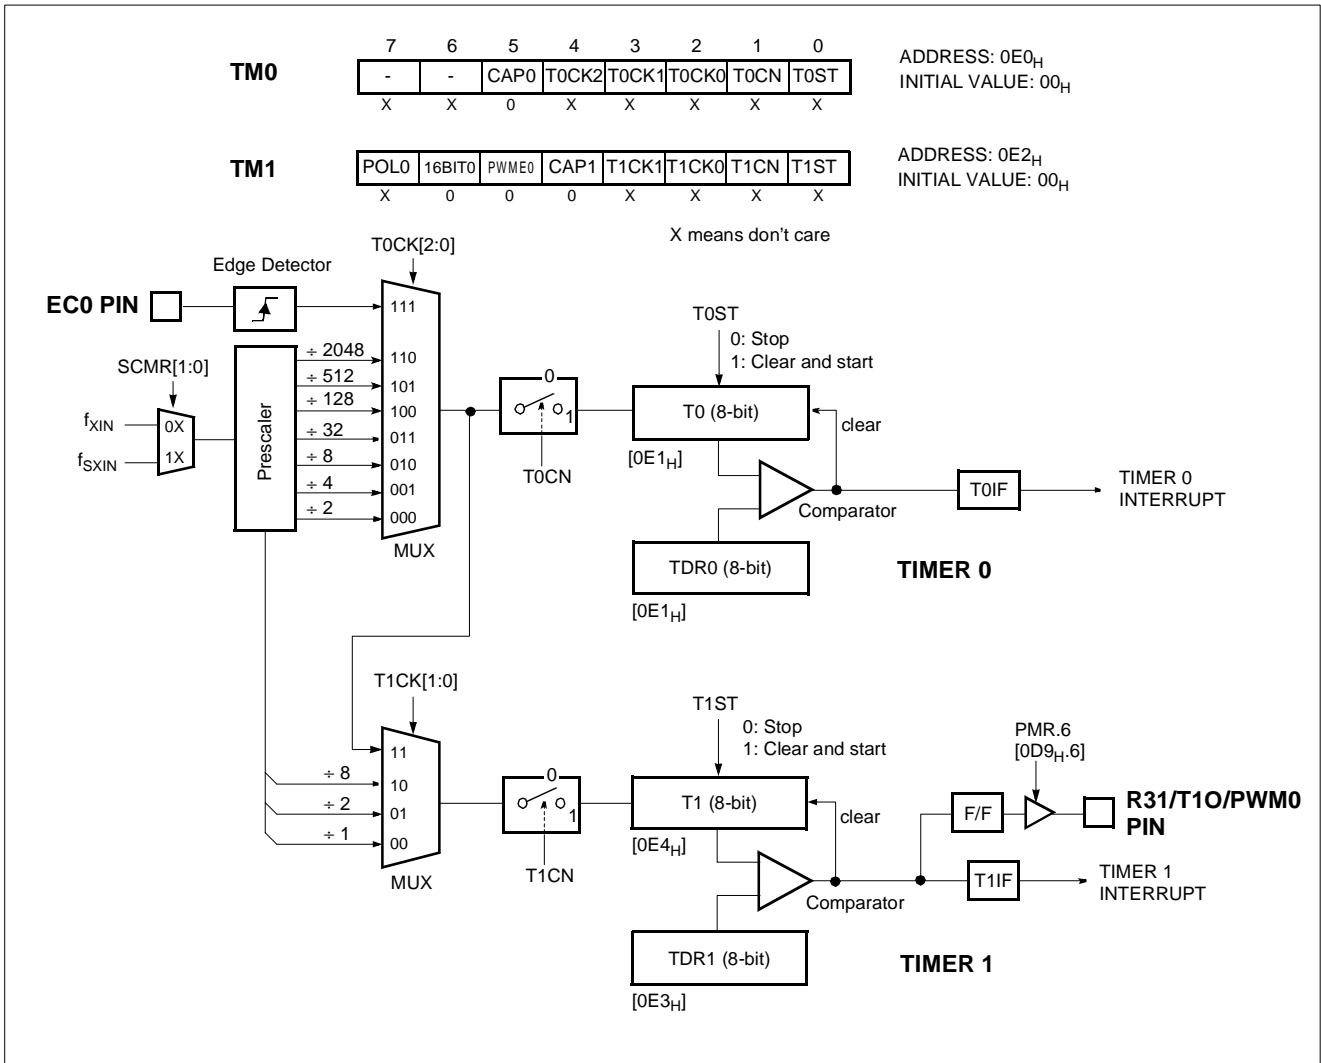 7 6 5 4 3 2 1 0
TM0 - - CAP0 T0CK2 T0CK1 T0CK0 T0CN T0ST
X X 0 X X X X X
ADDRESS: 0E0H
INITIAL VALUE: 00H
TM1 POL0 16BIT0 PWME0 CAP1 T1CK1 T1CK0 T1CN T1ST
X 0 0 0 X X X X
ADDRESS: 0E2H
INITIAL VALUE: 00H
X means don't care
T0CK[2:0]
Edge Detector
EC0 PIN
111
SCMR[1:0]
fXIN
fSXIN
0X
1X
Prescaler
÷ 2048 110
÷ 512 101
÷ 128 100
÷ 32 011
÷ 8 010
÷ 4 001
÷ 2 000
MUX
0
1
T0CN
T0ST
0: Stop
1: Clear and start
T0 (8-bit)
[0E1H]
clear
Comparator
T0IF
TIMER 0
INTERRUPT
TDR0 (8-bit)
[0E1H]
TIMER 0
T1CK[1:0]
11
÷ 8 10
÷ 2 01
÷ 1 00
MUX
0
1
T1CN
T1ST
0: Stop
1: Clear and start
T1 (8-bit)
[0E4H]
clear
Comparator
PMR.6
[0D9H.6]
F/F
R31/T1O/PWM0
PIN
T1IF
TIMER 1
INTERRUPT
TDR1 (8-bit)
[0E3H]
TIMER 1